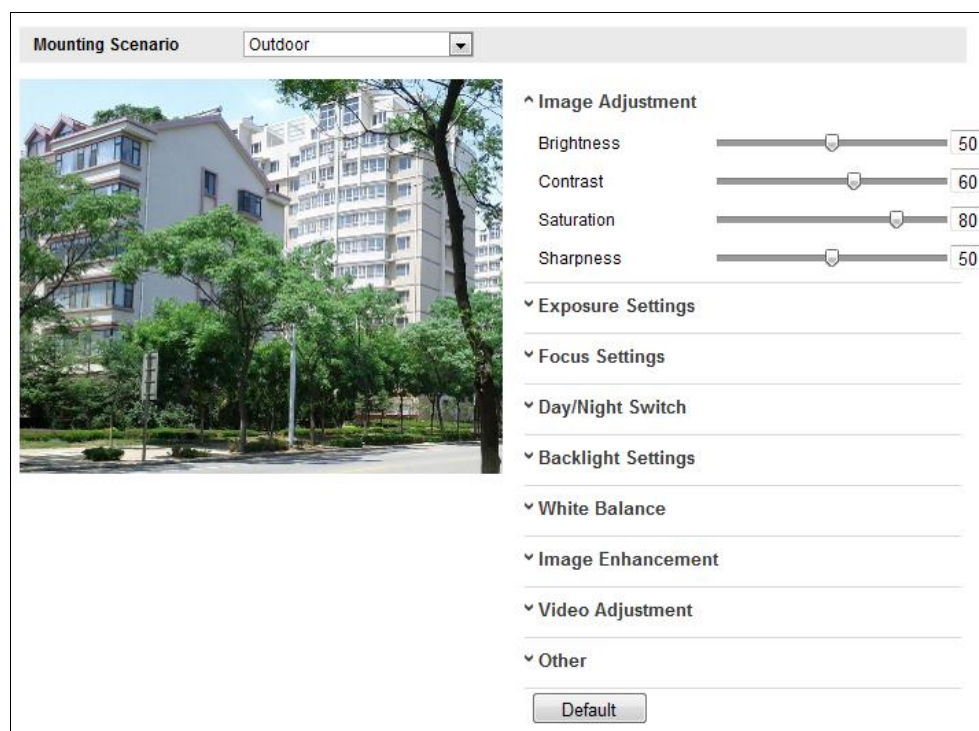 Mounting Scenario Outdoor
Image Adjustment
Brightness 50
Contrast 60
Saturation 80
Sharpness 50
Exposure Settings
Focus Settings
Day/Night Switch
Backlight Settings
White Balance
Image Enhancement
Video Adjustment
Other
Default